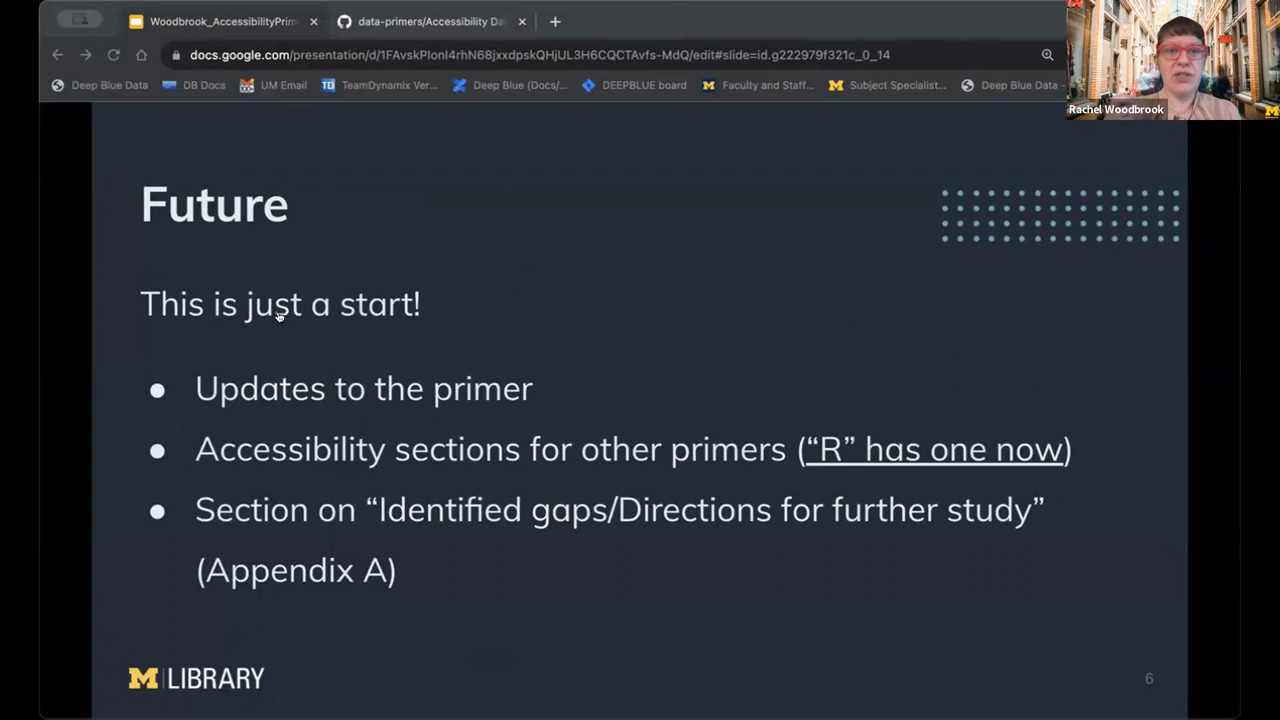 Woodbrook_AccessibilityPrim
data-primers/Accessibility Da
docs.google.com/presentation/d/1FAvskPIonI4rhN68jxxdpskQHjUL3H6CQCTAvfs-MdQ/edit#slide=id.g222979f321c_0_14
Deep Blue Data
DB Docs
UM Email
TeamDynamix Ver...
Deep Blue (Docs/...
DEEPBLUE board
Faculty and Staff...
Subject Specialist...
Deep Blue Data -
Rachel Woodbrook
Future
This is just a start!
● Updates to the primer
● Accessibility sections for other primers (“R” has one now)
● Section on “Identified gaps/Directions for further study”
(Appendix A)
M LIBRARY
6